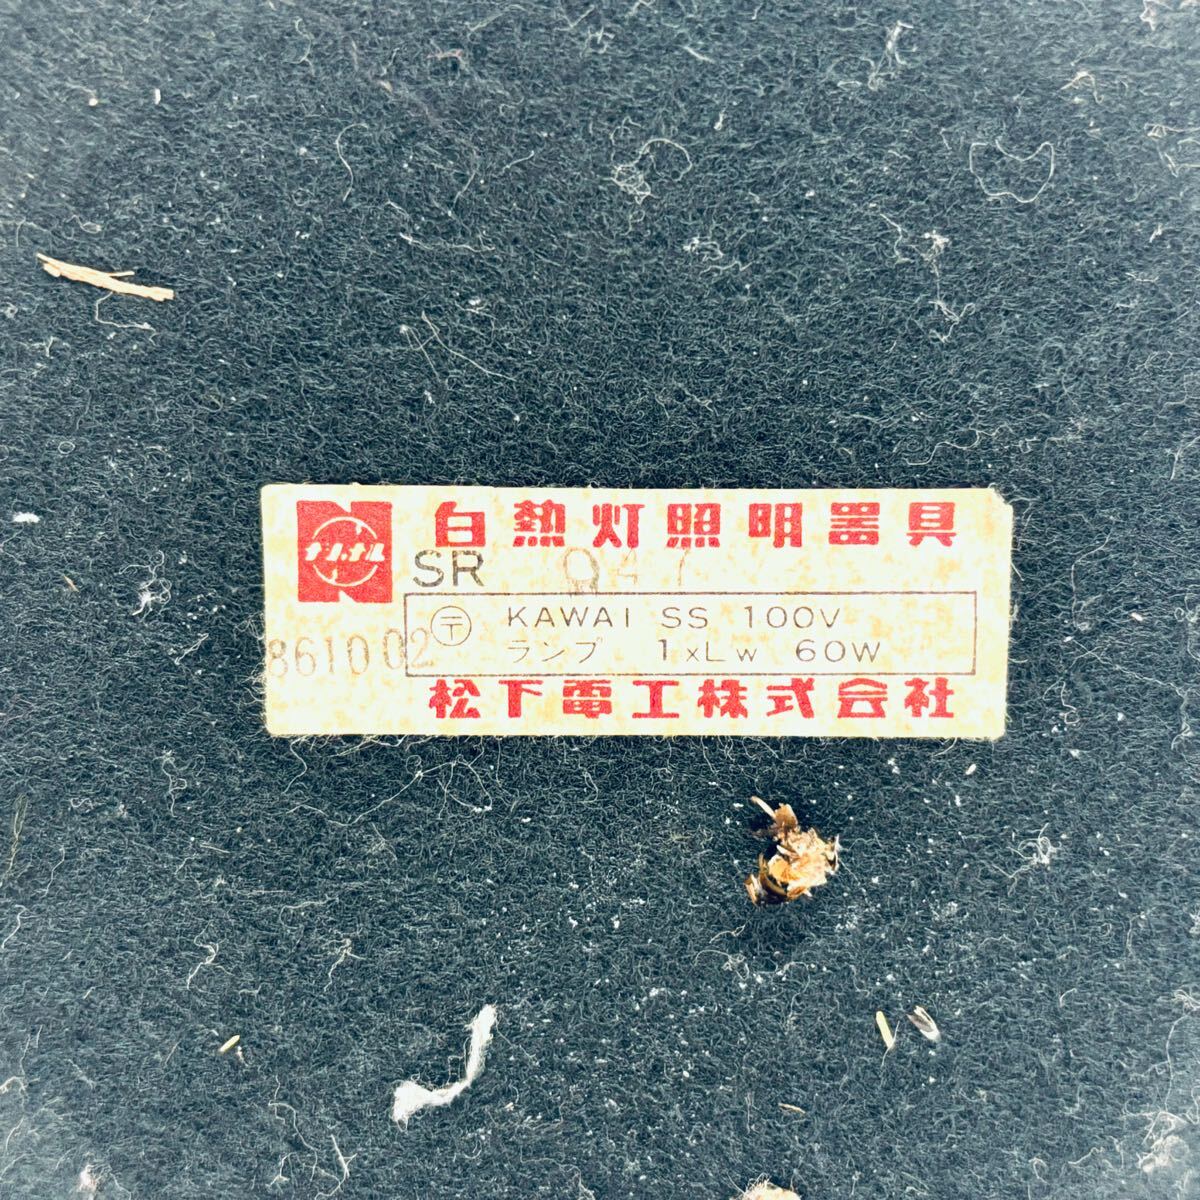 ナショナル
白熱灯照明器具
SR 847
〒 KAWAI SS 100V
ランプ 1xLw 60W
861002
松下電工株式会社